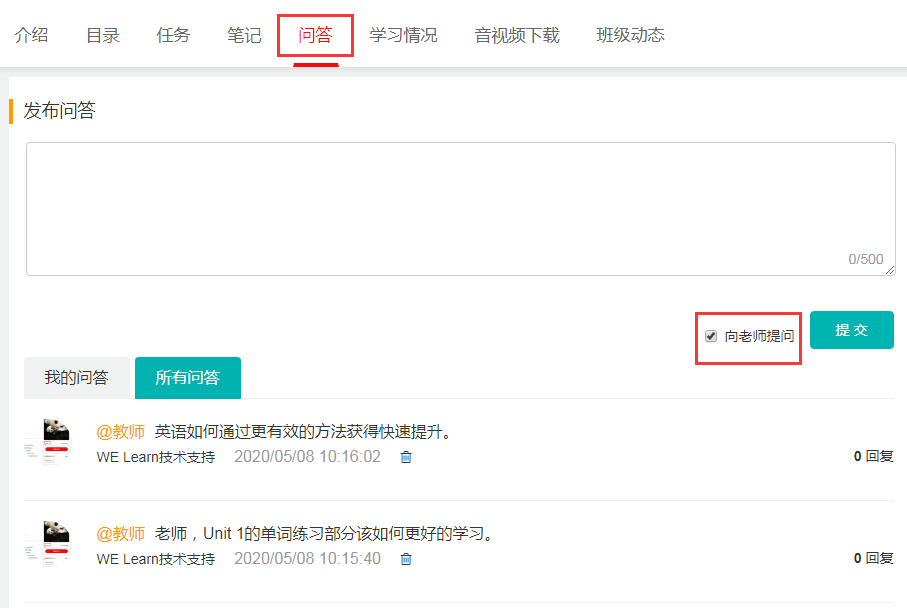 介绍 目录 任务 笔记 问答 学习情况 音视频下载 班级动态
发布问答
0/500
向老师提问 提 交
我的问答 所有问答
@教师 英语如何通过更有效的方法获得快速提升。
WE Learn技术支持 2020/05/08 10:16:02 0 回复
@教师 老师，Unit 1的单词练习部分该如何更好的学习。
WE Learn技术支持 2020/05/08 10:15:40 0 回复